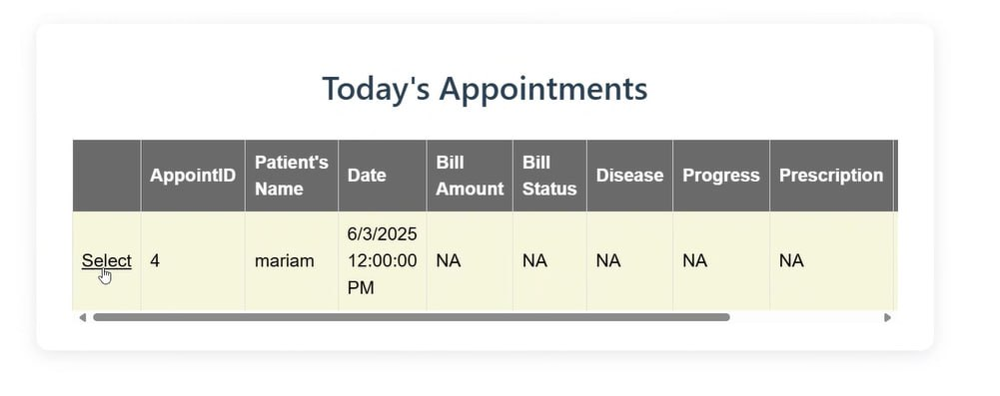 Today's Appointments
AppointID
Patient's
Name
Date
Bill
Amount
Bill
Status
Disease
Progress
Prescription
Select
4
mariam
6/3/2025
12:00:00
PM
NA
NA
NA
NA
NA